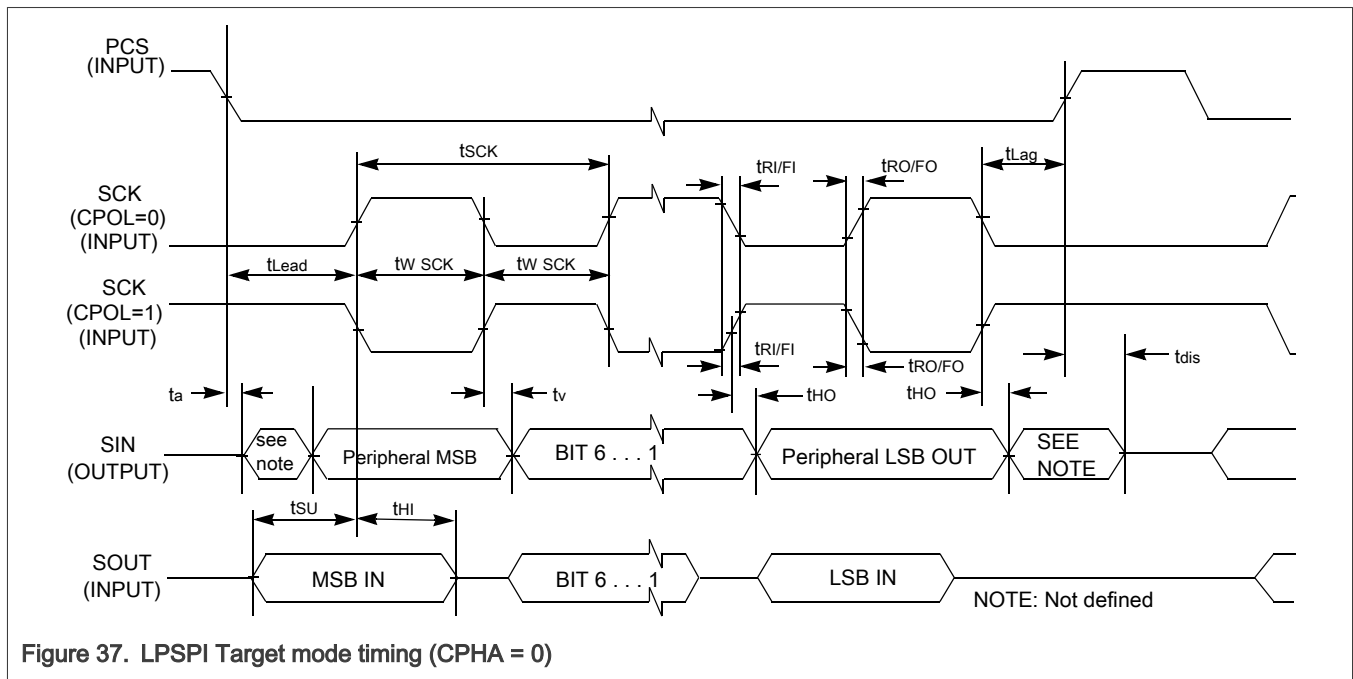 PCS
(INPUT)
tSCK
tRI/FI
tRO/FO
tLag
SCK
(CPOL=0)
(INPUT)
tLead
tW SCK
tW SCK
SCK
(CPOL=1)
(INPUT)
tRI/FI
tRO/FO
tdis
ta
tv
tHO
tHO
SIN
(OUTPUT)
see
note
Peripheral MSB
BIT 6 . . . 1
Peripheral LSB OUT
SEE
NOTE
tSU
tHI
SOUT
(INPUT)
MSB IN
BIT 6 . . . 1
LSB IN
NOTE: Not defined
Figure 37. LPSPI Target mode timing (CPHA = 0)